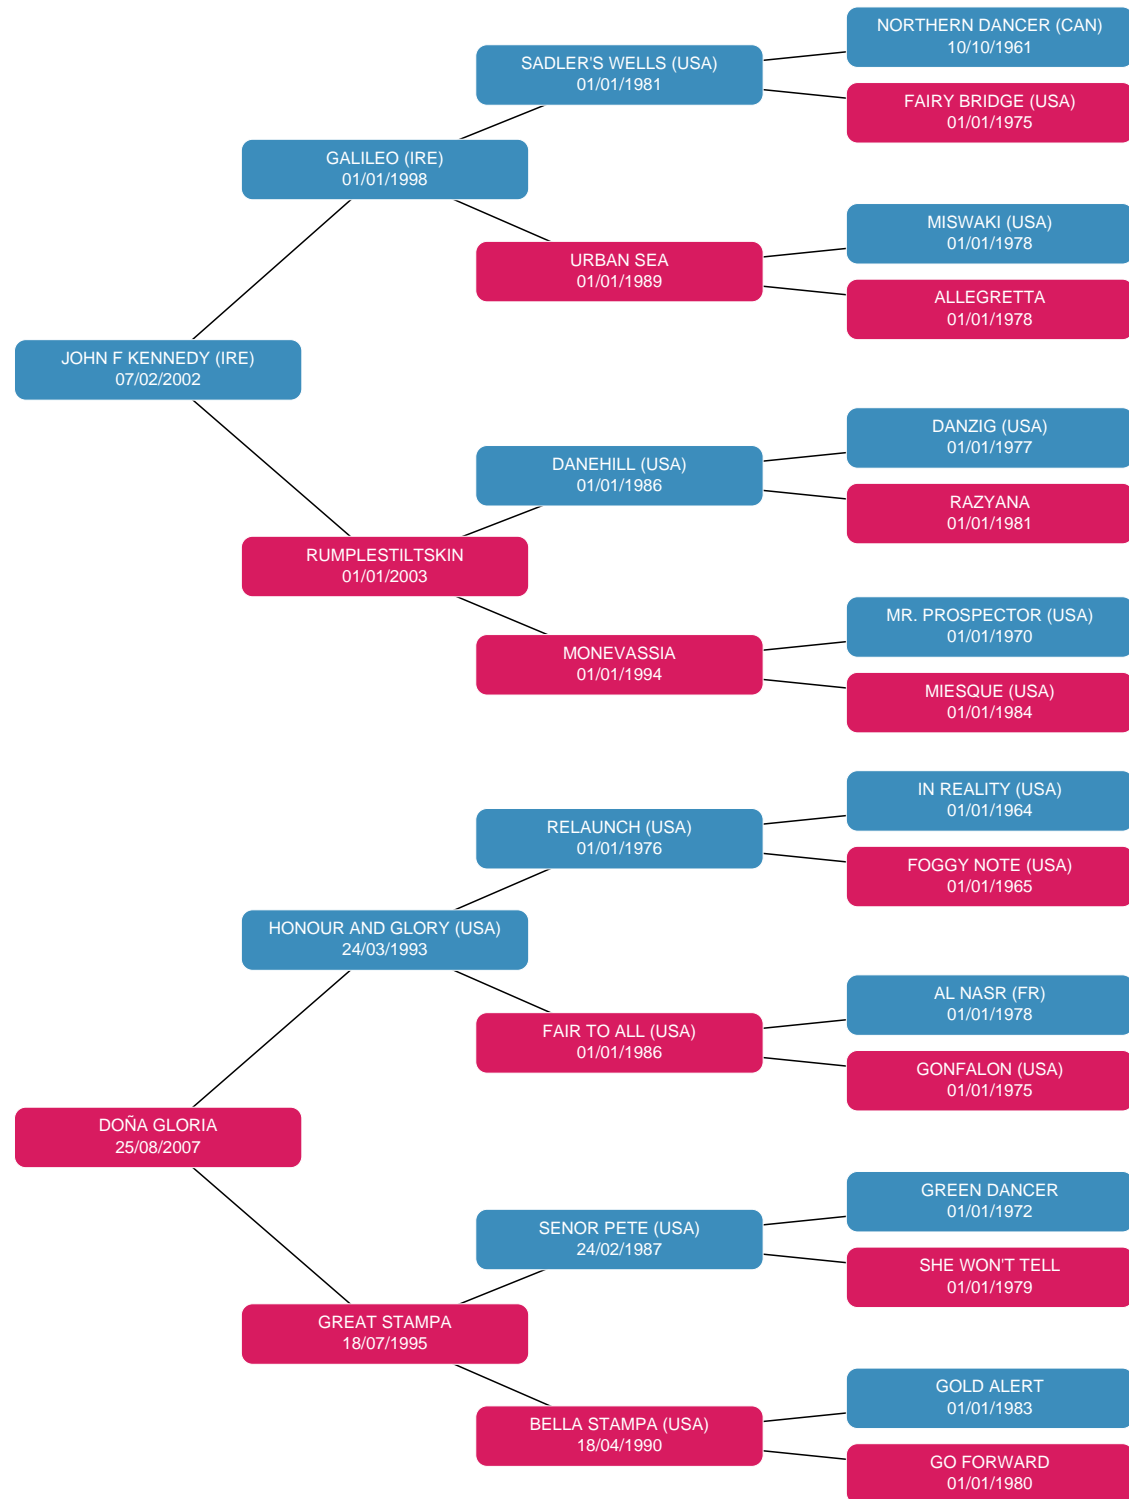 NORTHERN DANCER (CAN)
10/10/1961
SADLER'S WELLS (USA)
01/01/1981
FAIRY BRIDGE (USA)
01/01/1975
GALILEO (IRE)
01/01/1998
MISWAKI (USA)
01/01/1978
URBAN SEA
01/01/1989
ALLEGRETTA
01/01/1978
JOHN F KENNEDY (IRE)
07/02/2002
DANZIG (USA)
01/01/1977
DANEHILL (USA)
01/01/1986
RAZYANA
01/01/1981
RUMPLESTILTSKIN
01/01/2003
MR. PROSPECTOR (USA)
01/01/1970
MONEVASSIA
01/01/1994
MIESQUE (USA)
01/01/1984
IN REALITY (USA)
01/01/1964
RELAUNCH (USA)
01/01/1976
FOGGY NOTE (USA)
01/01/1965
HONOUR AND GLORY (USA)
24/03/1993
AL NASR (FR)
01/01/1978
FAIR TO ALL (USA)
01/01/1986
GONFALON (USA)
01/01/1975
DOÑA GLORIA
25/08/2007
GREEN DANCER
01/01/1972
SENOR PETE (USA)
24/02/1987
SHE WON'T TELL
01/01/1979
GREAT STAMPA
18/07/1995
GOLD ALERT
01/01/1983
BELLA STAMPA (USA)
18/04/1990
GO FORWARD
01/01/1980